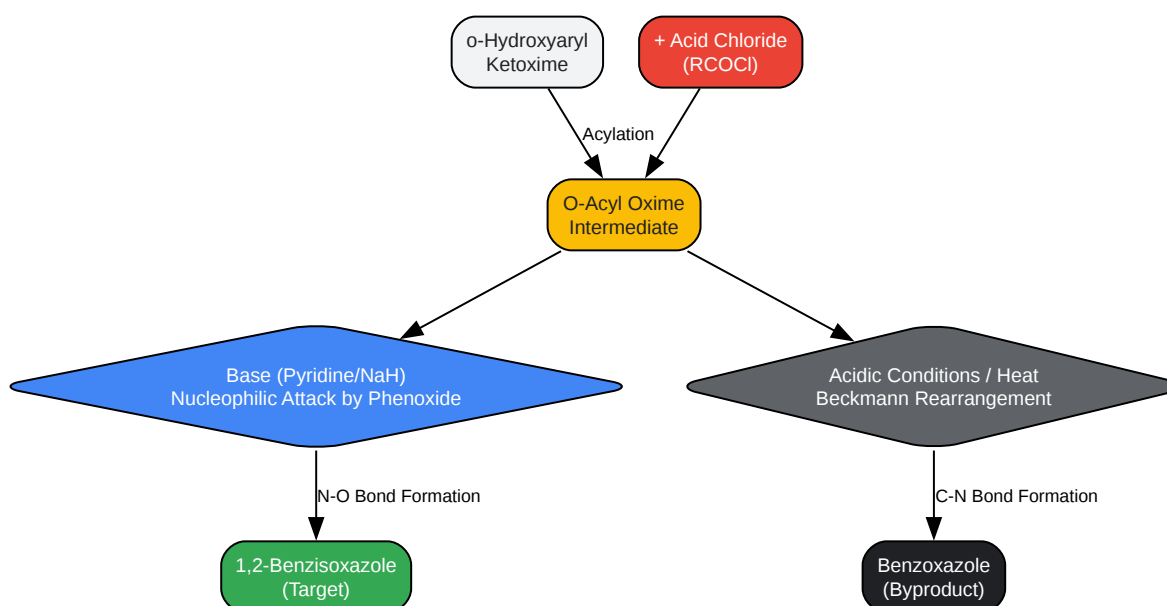 o-Hydroxyaryl
Ketoxime
+ Acid Chloride
(RCOCl)
Acylation
O-Acyl Oxime
Intermediate
Base (Pyridine/NaH)
Nucleophilic Attack by Phenoxide
Acidic Conditions / Heat
Beckmann Rearrangement
N-O Bond Formation
C-N Bond Formation
1,2-Benzisoxazole
(Target)
Benzoxazole
(Byproduct)